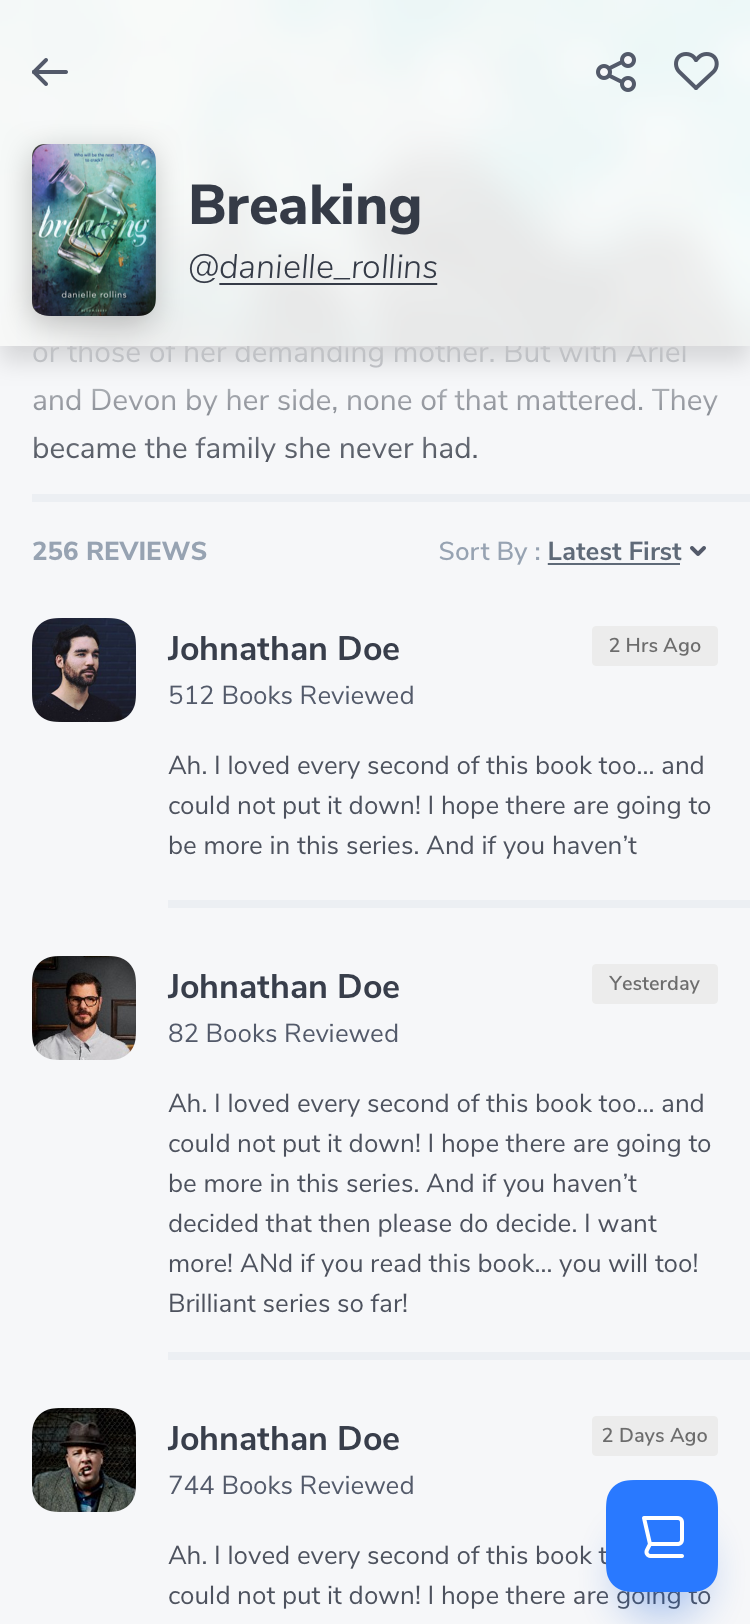 Who will be the next
to break?
breaking
danielle rollins
Breaking
@danielle_rollins
or those of her demanding mother. But with Ariel
and Devon by her side, none of that mattered. They
became the family she never had.
256 REVIEWS
Sort By : Latest First
Johnathan Doe
2 Hrs Ago
512 Books Reviewed
Ah. I loved every second of this book too... and
could not put it down! I hope there are going to
be more in this series. And if you haven’t
Johnathan Doe
Yesterday
82 Books Reviewed
Ah. I loved every second of this book too... and
could not put it down! I hope there are going to
be more in this series. And if you haven’t
decided that then please do decide. I want
more! ANd if you read this book... you will too!
Brilliant series so far!
Johnathan Doe
2 Days Ago
744 Books Reviewed
Ah. I loved every second of this book t
could not put it down! I hope there are going to